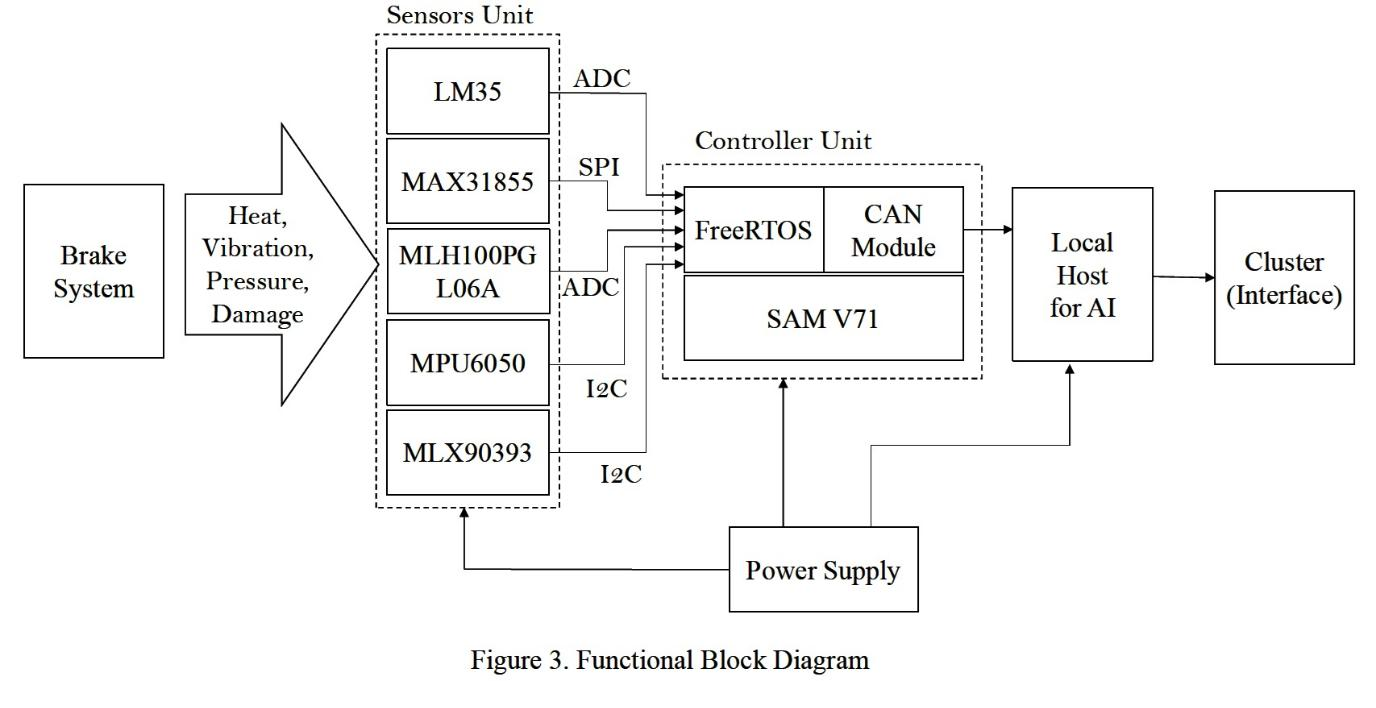 Sensors Unit
LM35
MAX31855
MLH100PG
L06A
MPU6050
MLX90393
ADC
SPI
ADC
I2C
I2C
Brake
System
Heat,
Vibration,
Pressure,
Damage
Controller Unit
FreeRTOS
CAN
Module
SAM V71
Local
Host
for AI
Cluster
(Interface)
Power Supply
Figure 3. Functional Block Diagram